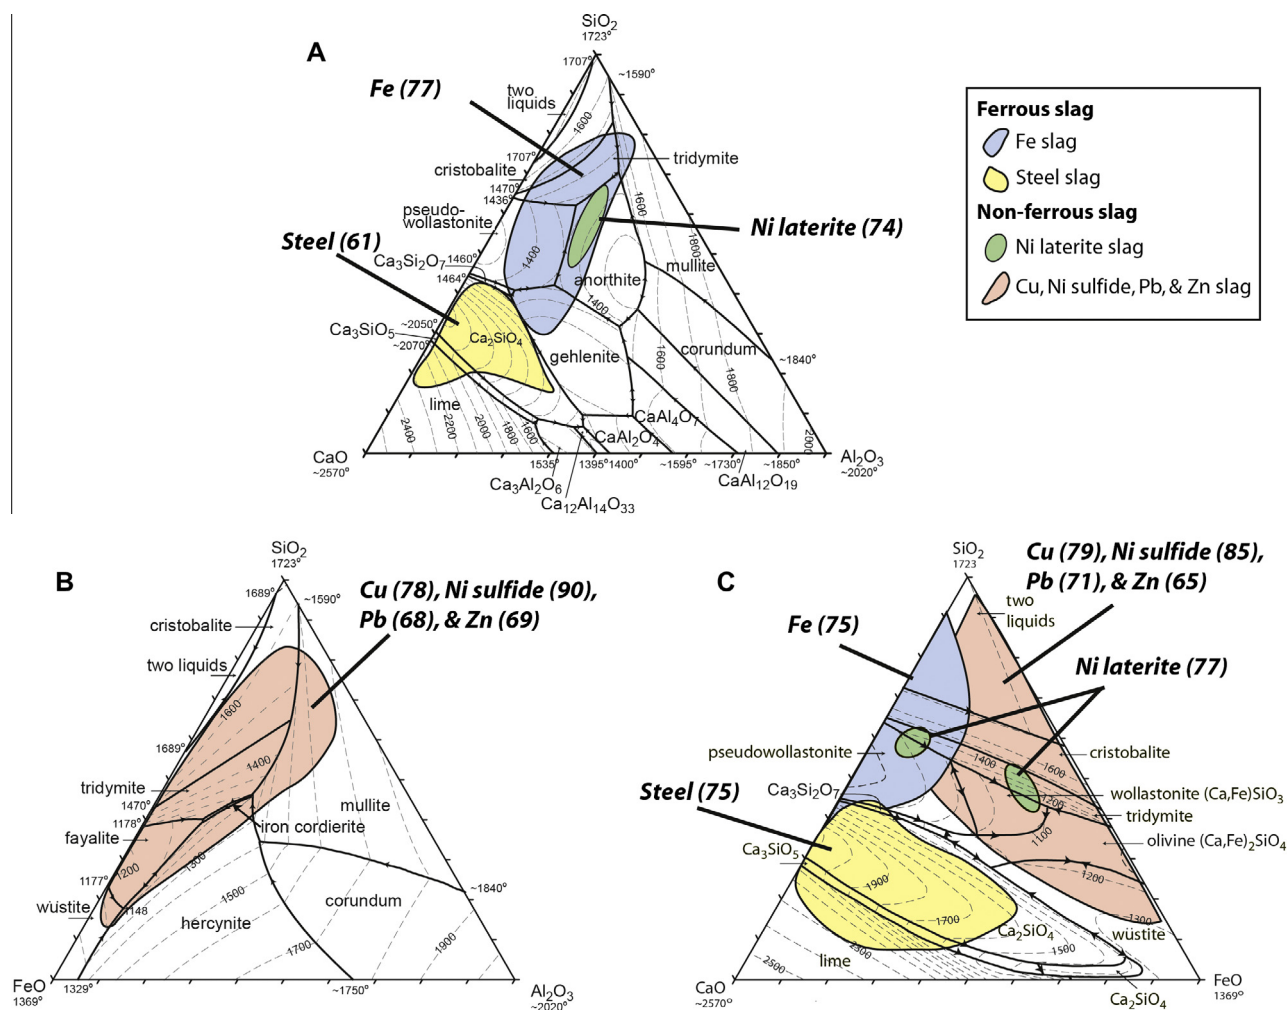 A
SiO2
1723°
1707°
~1590°
Fe (77)
two
liquids
1600
1707°
tridymite
cristobalite
1470°
1436°
pseudo-
wollastonite
1600
1800
Ni laterite (74)
Steel (61)
Ca3Si2O7
1460°
1464°
1400
anorthite
mullite
1400
Ca3SiO5
~2050°
~2070°
Ca2SiO4
gehlenite
1600
corundum
1800
~1840°
lime
2400
2200
2000
1800
1600
CaAl4O7
CaAl2O4
2000
CaO
~2570°
1535°
1395°
1400°
~1595°
~1730°
~1850°
Al2O3
~2020°
Ca3Al2O6
Ca12Al14O33
CaAl12O19
Ferrous slag
Fe slag
Steel slag
Non-ferrous slag
Ni laterite slag
Cu, Ni sulfide, Pb, & Zn slag
B
SiO2
1723°
1689°
~1590°
Cu (78), Ni sulfide (90),
Pb (68), & Zn (69)
cristobalite
two liquids
1600
1689°
1400
tridymite
1470°
1178°
mullite
fayalite
iron cordierite
1300
1200
1177°
1148
wüstite
1500
hercynite
corundum
~1840°
1700
1900
FeO
1369°
1329°
~1750°
Al2O3
~2020°
C
SiO2
1723
Cu (79), Ni sulfide (85),
Pb (71), & Zn (65)
two
liquids
Fe (75)
Ni laterite (77)
pseudowollastonite
cristobalite
1400
1600
Steel (75)
Ca3Si2O7
1200
wollastonite (Ca,Fe)SiO3
tridymite
1100
olivine (Ca,Fe)2SiO4
Ca3SiO5
1900
1200
1700
1300
Ca2SiO4
wüstite
1500
2300
lime
2500
CaO
~2570°
FeO
1369°
Ca2SiO4